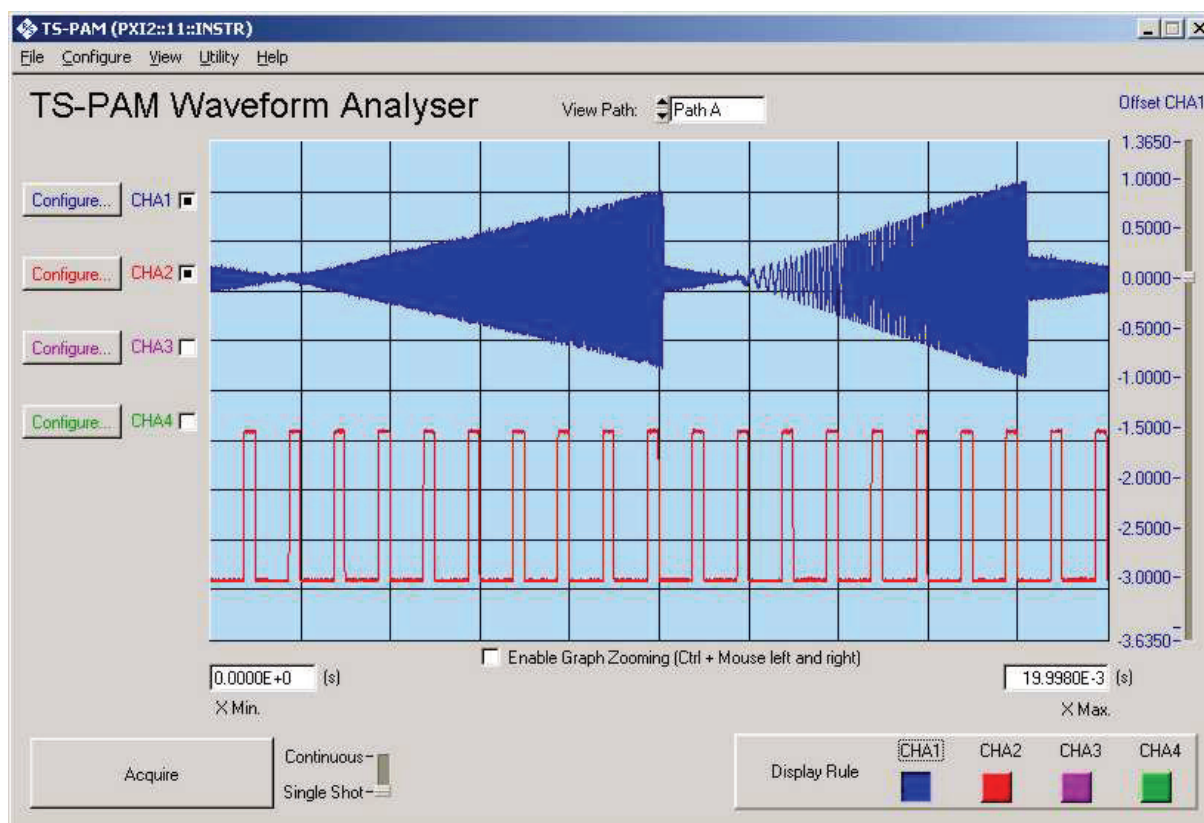 TS-PAM (PXI2::11::INSTR)
File Configure View Utility Help
TS-PAM Waveform Analyser
View Path: Path A
Offset CHA1
Configure... CHA1
Configure... CHA2
Configure... CHA3
Configure... CHA4
1.3650
1.0000
0.5000
0.0000
-0.5000
-1.0000
-1.5000
-2.0000
-2.5000
-3.0000
-3.6350
Enable Graph Zooming (Ctrl + Mouse left and right)
0.0000E+0 (s)
19.9980E-3 (s)
X Min.
X Max.
Acquire
Continuous
Single Shot
Display Rule
CHA1 CHA2 CHA3 CHA4